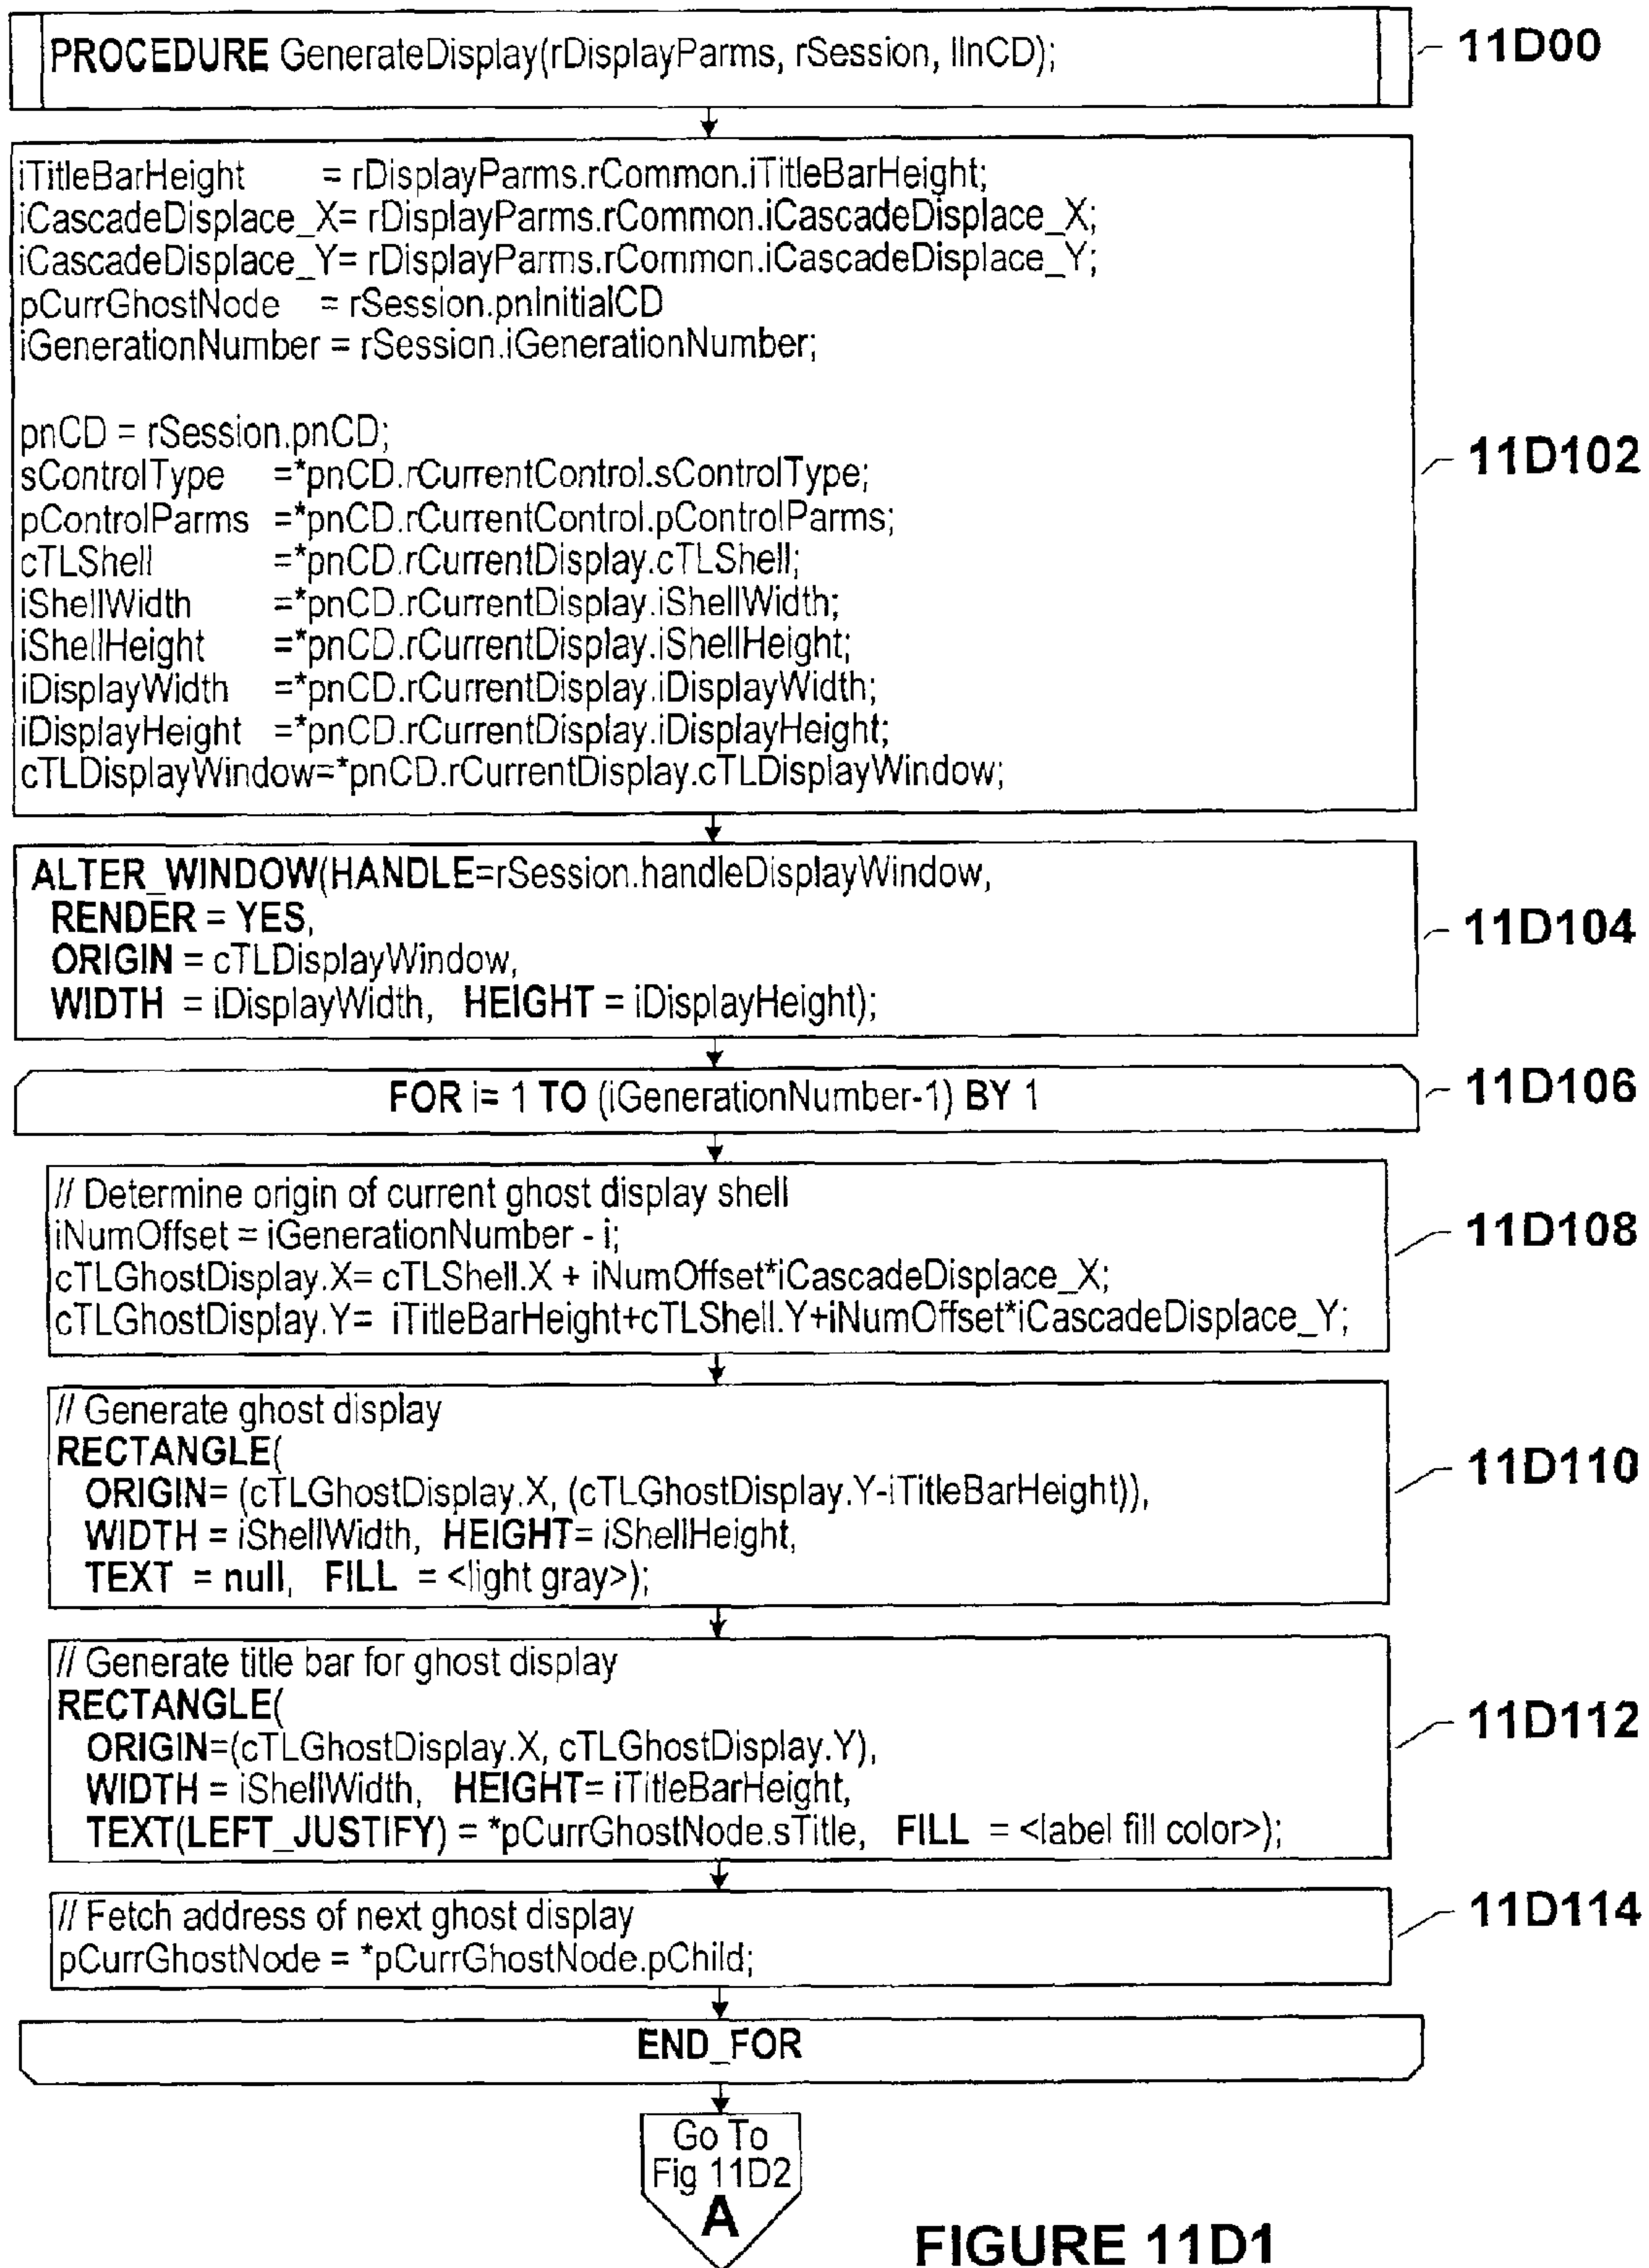 PROCEDURE GenerateDisplay(rDisplayParms, rSession, lInCD);
11D00
iTitleBarHeight = rDisplayParms.rCommon.iTitleBarHeight;
iCascadeDisplace_X= rDisplayParms.rCommon.iCascadeDisplace_X;
iCascadeDisplace_Y= rDisplayParms.rCommon.iCascadeDisplace_Y;
pCurrGhostNode = rSession.pnInitialCD
iGenerationNumber = rSession.iGenerationNumber;
pnCD = rSession.pnCD;
sControlType =*pnCD.rCurrentControl.sControlType;
pControlParms =*pnCD.rCurrentControl.pControlParms;
cTLShell =*pnCD.rCurrentDisplay.cTLShell;
iShellWidth =*pnCD.rCurrentDisplay.iShellWidth;
iShellHeight =*pnCD.rCurrentDisplay.iShellHeight;
iDisplayWidth =*pnCD.rCurrentDisplay.iDisplayWidth;
iDisplayHeight =*pnCD.rCurrentDisplay.iDisplayHeight;
cTLDisplayWindow=*pnCD.rCurrentDisplay.cTLDisplayWindow;
11D102
ALTER_WINDOW(HANDLE=rSession.handleDisplayWindow,
RENDER = YES,
ORIGIN = cTLDisplayWindow,
WIDTH = iDisplayWidth, HEIGHT = iDisplayHeight);
11D104
FOR i= 1 TO (iGenerationNumber-1) BY 1
11D106
// Determine origin of current ghost display shell
iNumOffset = iGenerationNumber - i;
cTLGhostDisplay.X= cTLShell.X + iNumOffset*iCascadeDisplace_X;
cTLGhostDisplay.Y= iTitleBarHeight+cTLShell.Y+iNumOffset*iCascadeDisplace_Y;
11D108
// Generate ghost display
RECTANGLE(
ORIGIN= (cTLGhostDisplay.X, (cTLGhostDisplay.Y-iTitleBarHeight)),
WIDTH = iShellWidth, HEIGHT= iShellHeight,
TEXT = null, FILL = <light gray>);
11D110
// Generate title bar for ghost display
RECTANGLE(
ORIGIN=(cTLGhostDisplay.X, cTLGhostDisplay.Y),
WIDTH = iShellWidth, HEIGHT= iTitleBarHeight,
TEXT(LEFT_JUSTIFY) = *pCurrGhostNode.sTitle, FILL = <label fill color>);
11D112
// Fetch address of next ghost display
pCurrGhostNode = *pCurrGhostNode.pChild;
11D114
END_FOR
Go To
Fig 11D2
A
FIGURE 11D1